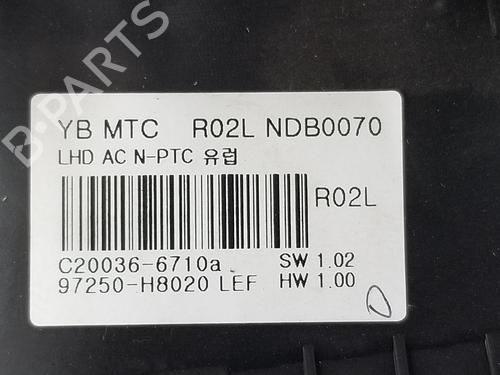 YB MTC R02L NDB0070
LHD AC N-PTC 유럽
R02L
C20036-6710a SW 1.02
97250-H8020 LEF HW 1.00
B-PARTS